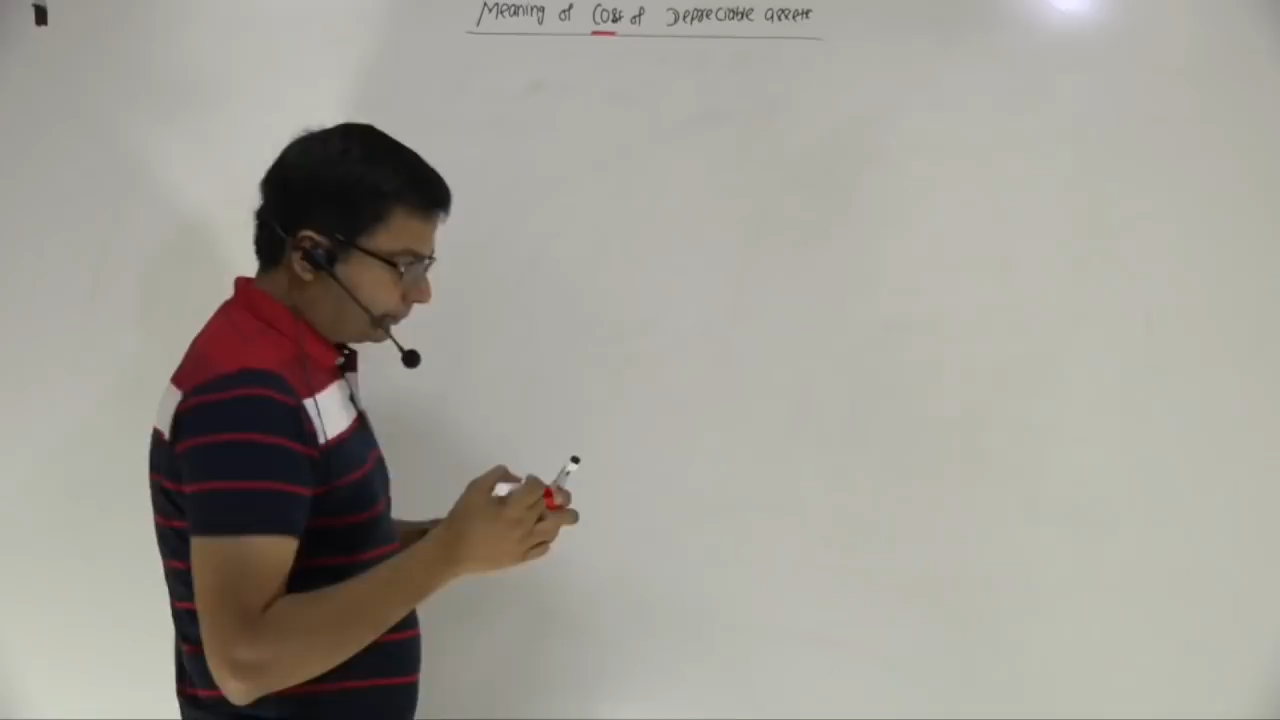 Meaning of Cost of Depreciable assets